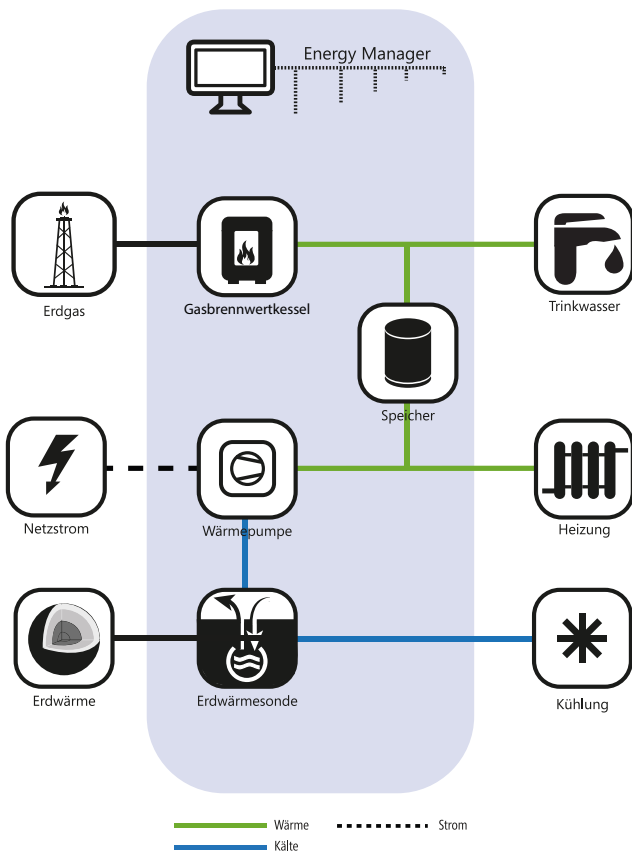 Energy Manager
Erdgas
Gasbrennwertkessel
Trinkwasser
Speicher
Netzstrom
Wärmepumpe
Heizung
Erdwärme
Erdwärmesonde
Kühlung
Wärme
Strom
Kälte